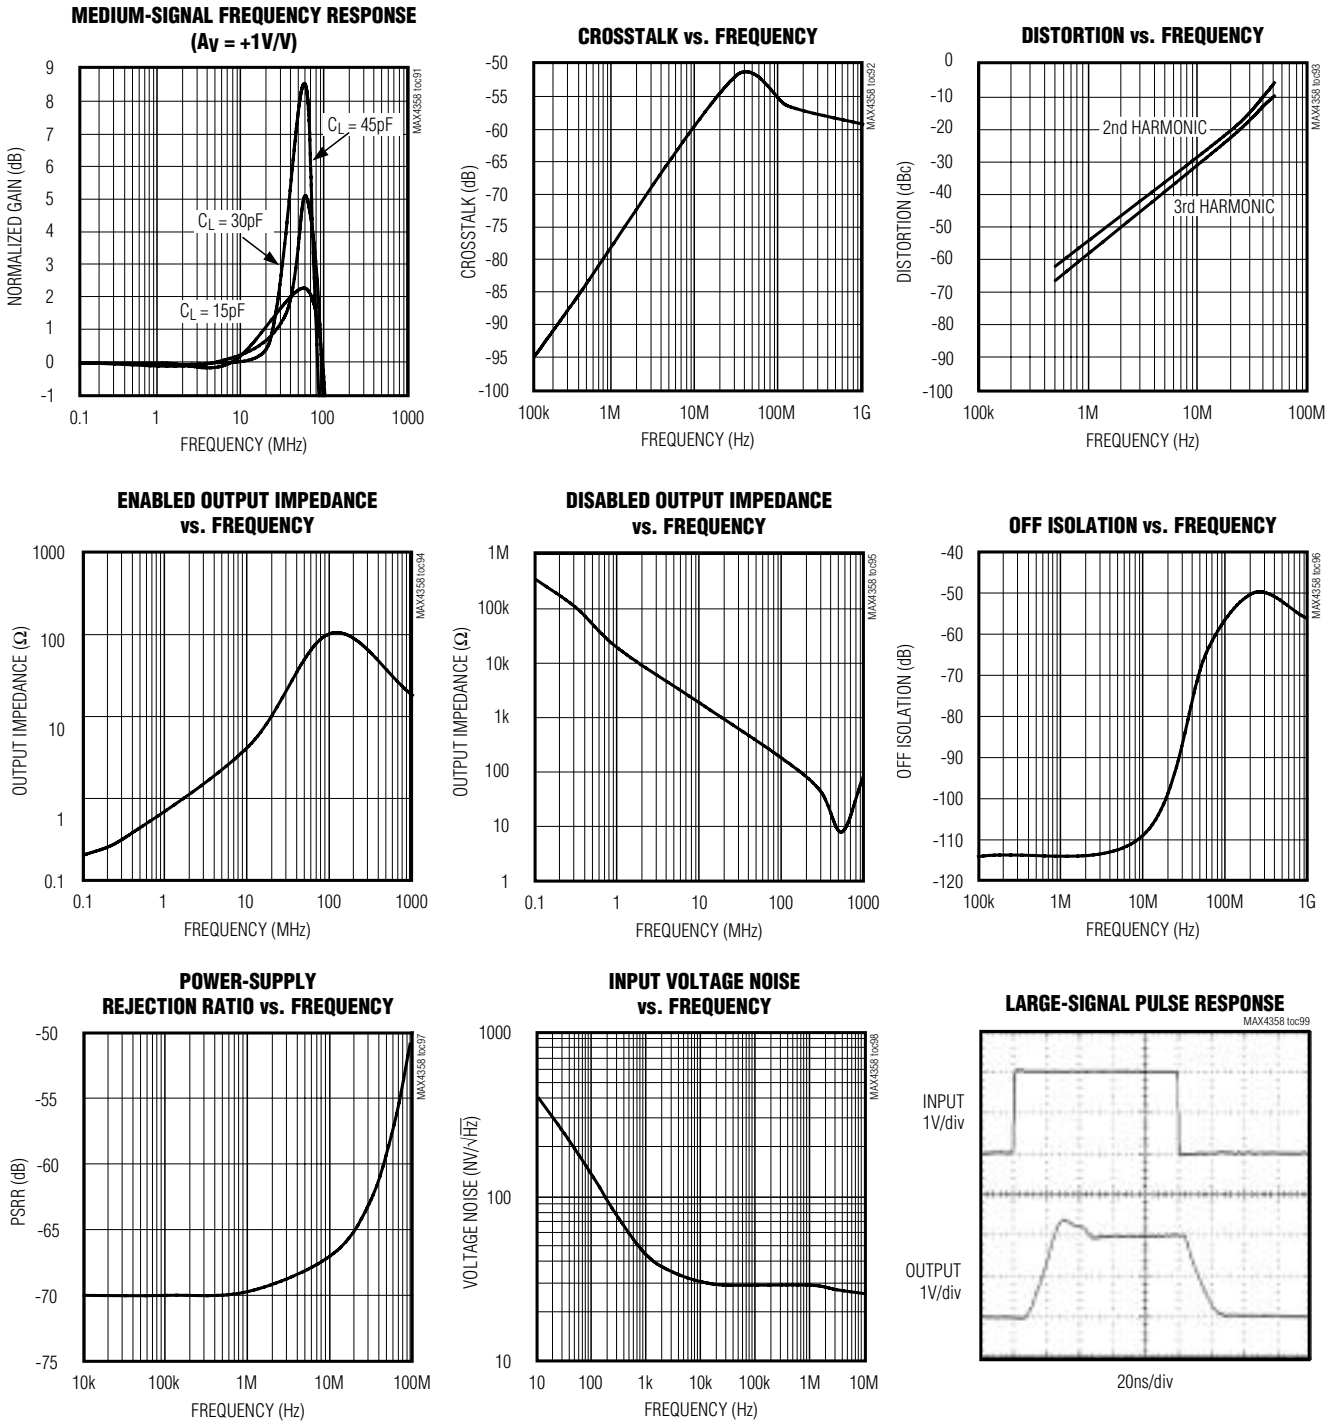 MEDIUM-SIGNAL FREQUENCY RESPONSE
(AV = +1V/V)
MAX4358 toc91
9
8
7
6
5
4
3
2
1
0
-1
NORMALIZED GAIN (dB)
CL = 45pF
CL = 30pF
CL = 15pF
0.1
1
10
100
1000
FREQUENCY (MHz)
CROSSTALK vs. FREQUENCY
MAX4358 toc92
-50
-55
-60
-65
-70
-75
-80
-85
-90
-95
-100
CROSSTALK (dB)
100k
1M
10M
100M
1G
FREQUENCY (Hz)
DISTORTION vs. FREQUENCY
MAX4358 toc93
0
-10
-20
-30
-40
-50
-60
-70
-80
-90
-100
DISTORTION (dBc)
2nd HARMONIC
3rd HARMONIC
100k
1M
10M
100M
FREQUENCY (Hz)
ENABLED OUTPUT IMPEDANCE
vs. FREQUENCY
MAX4358 toc94
1000
100
10
1
0.1
OUTPUT IMPEDANCE (Ω)
0.1
1
10
100
1000
FREQUENCY (MHz)
DISABLED OUTPUT IMPEDANCE
vs. FREQUENCY
MAX4358 toc95
1M
100k
10k
1k
100
10
1
OUTPUT IMPEDANCE (Ω)
0.1
1
10
100
1000
FREQUENCY (MHz)
OFF ISOLATION vs. FREQUENCY
MAX4358 toc96
-40
-50
-60
-70
-80
-90
-100
-110
-120
OFF ISOLATION (dB)
100k
1M
10M
100M
1G
FREQUENCY (Hz)
POWER-SUPPLY
REJECTION RATIO vs. FREQUENCY
MAX4358 toc97
-50
-55
-60
-65
-70
-75
PSRR (dB)
10k
100k
1M
10M
100M
FREQUENCY (Hz)
INPUT VOLTAGE NOISE
vs. FREQUENCY
MAX4358 toc98
1000
100
10
VOLTAGE NOISE (NV/√Hz)
10
100
1k
10k
100k
1M
10M
FREQUENCY (Hz)
LARGE-SIGNAL PULSE RESPONSE
MAX4358 toc99
INPUT
1V/div
OUTPUT
1V/div
20ns/div